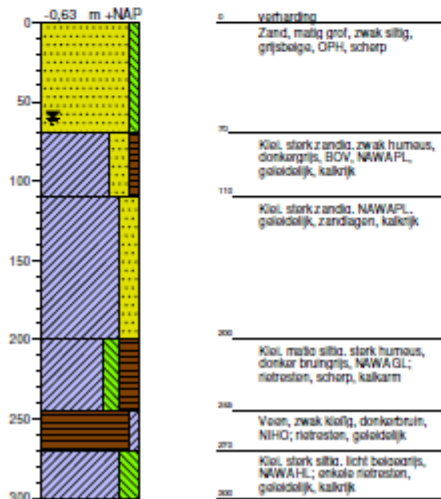 -0,63 m +NAP
0
50
100
150
200
250
300
0
verharding
Zand, matig grof, zwak siltig,
grijsbeige, OPH, scherp
70
Klei, sterk zandig, zwak humeus,
donkergrijs, BOV, NAWAPL,
geleidelijk, kalkrijk
110
Klei, sterk zandig, NAWAPL,
geleidelijk, zandlagen, kalkrijk
200
Klei, matig siltig, sterk humeus,
donker bruingrijs, NAWAGL;
rietresten, scherp, kalkarm
245
Veen, zwak kleiig, donkerbruin,
NIHO; rietresten, geleidelijk
270
Klei, sterk siltig, licht beigegrijs,
NAWAHL; enkele rietresten,
geleidelijk, kalkrijk
300